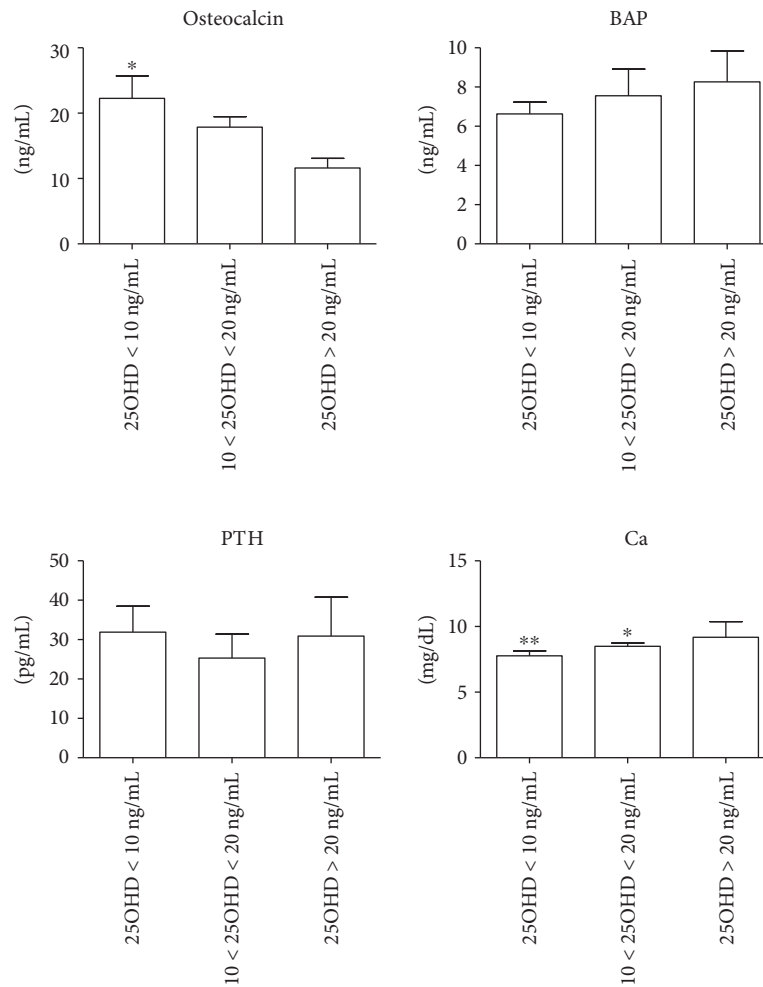 Osteocalcin
30
20
10
0
(ng/mL)
*
25OHD < 10 ng/mL
10 < 25OHD < 20 ng/mL
25OHD > 20 ng/mL
BAP
10
8
6
4
2
0
(ng/mL)
25OHD < 10 ng/mL
10 < 25OHD < 20 ng/mL
25OHD > 20 ng/mL
PTH
50
40
30
20
10
0
(pg/mL)
25OHD < 10 ng/mL
10 < 25OHD < 20 ng/mL
25OHD > 20 ng/mL
Ca
15
10
5
0
(mg/dL)
**
*
25OHD < 10 ng/mL
10 < 25OHD < 20 ng/mL
25OHD > 20 ng/mL